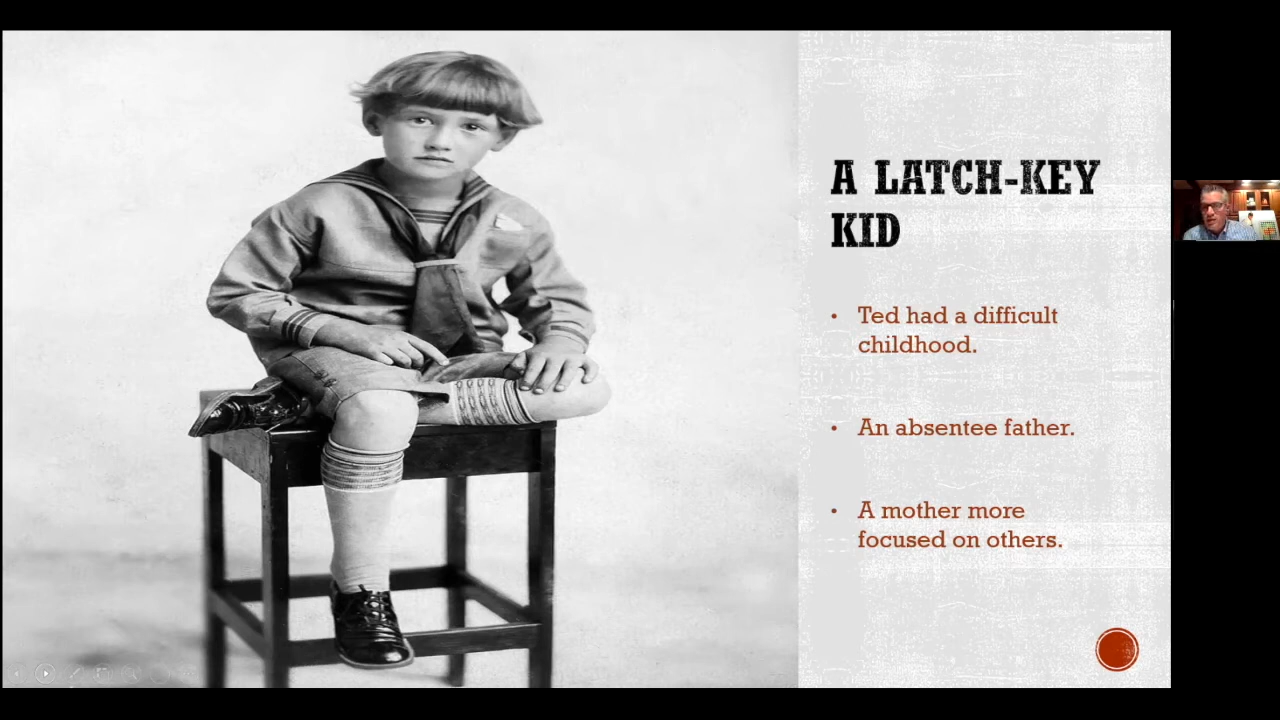 A LATCH-KEY
KID
• Ted had a difficult
childhood.
• An absentee father.
• A mother more
focused on others.